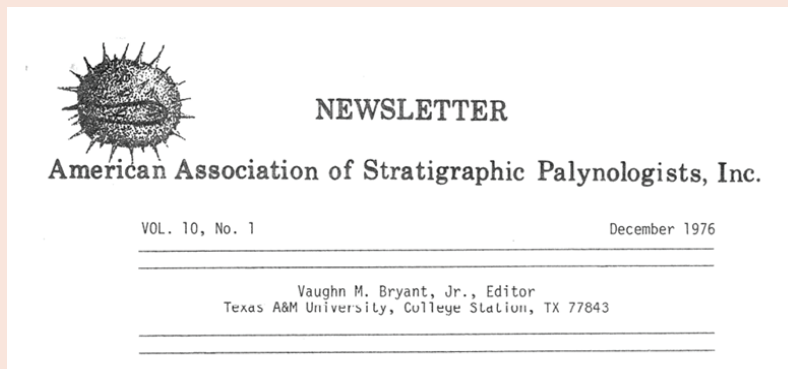 NEWSLETTER
American Association of Stratigraphic Palynologists, Inc.
VOL. 10, No. 1 December 1976
Vaughn M. Bryant, Jr., Editor
Texas A&M University, College Station, TX 77843